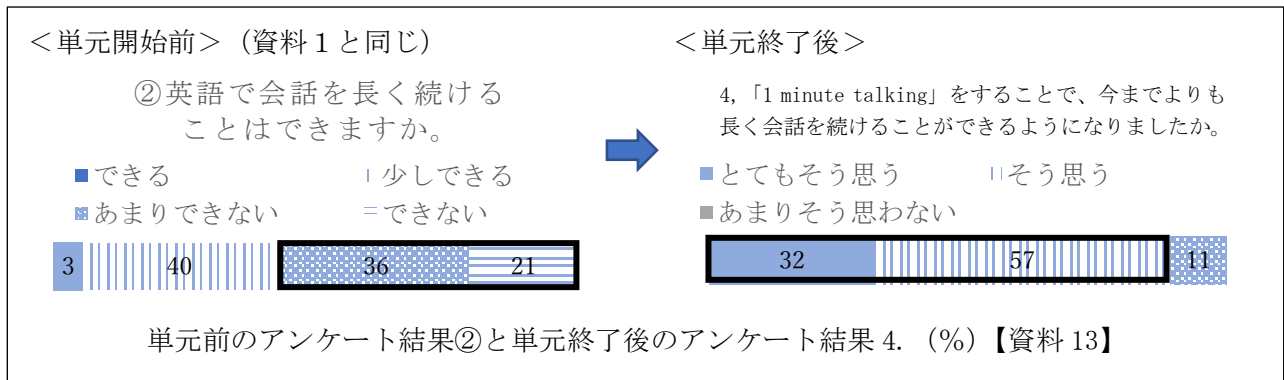 ＜単元開始前＞（資料１と同じ）
②英語で会話を長く続ける
ことはできますか。
できる
少しできる
あまりできない
できない
3
40
36
21
＜単元終了後＞
4,「1 minute talking」をすることで、今までよりも
長く会話を続けることができるようになりましたか。
とてもそう思う
そう思う
あまりそう思わない
32
57
11
単元前のアンケート結果②と単元終了後のアンケート結果 4. (%)【資料 13】